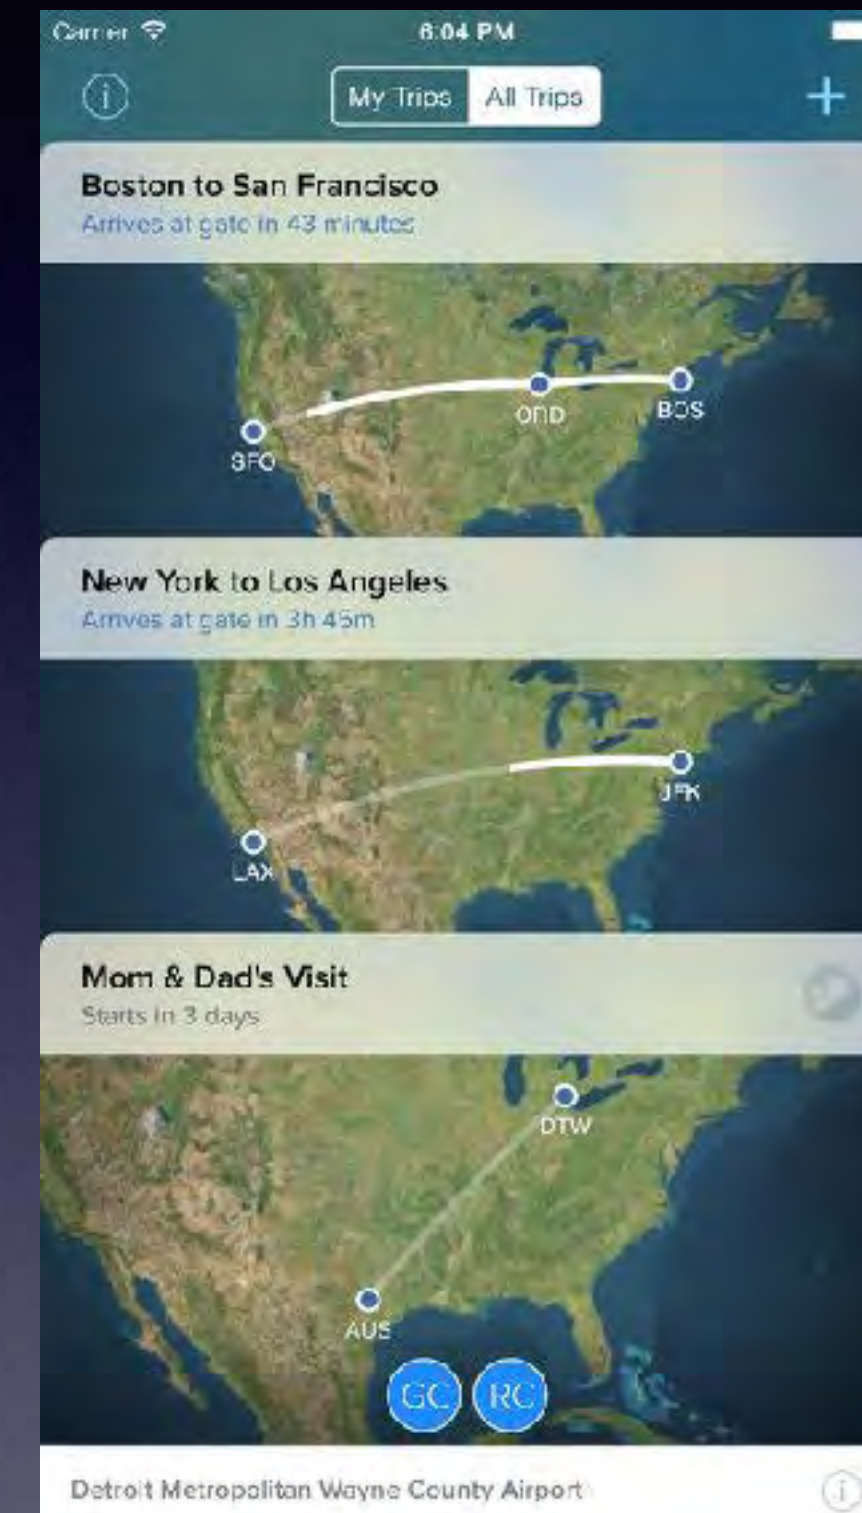 Carrier 6:04 PM
My Trips All Trips +
Boston to San Francisco
Arrives at gate in 43 minutes
ORD BOS
SFO
New York to Los Angeles
Arrives at gate in 3h 45m
JFK
LAX
Mom & Dad's Visit
Starts in 3 days
DTW
AUS
GC RC
Detroit Metropolitan Wayne County Airport